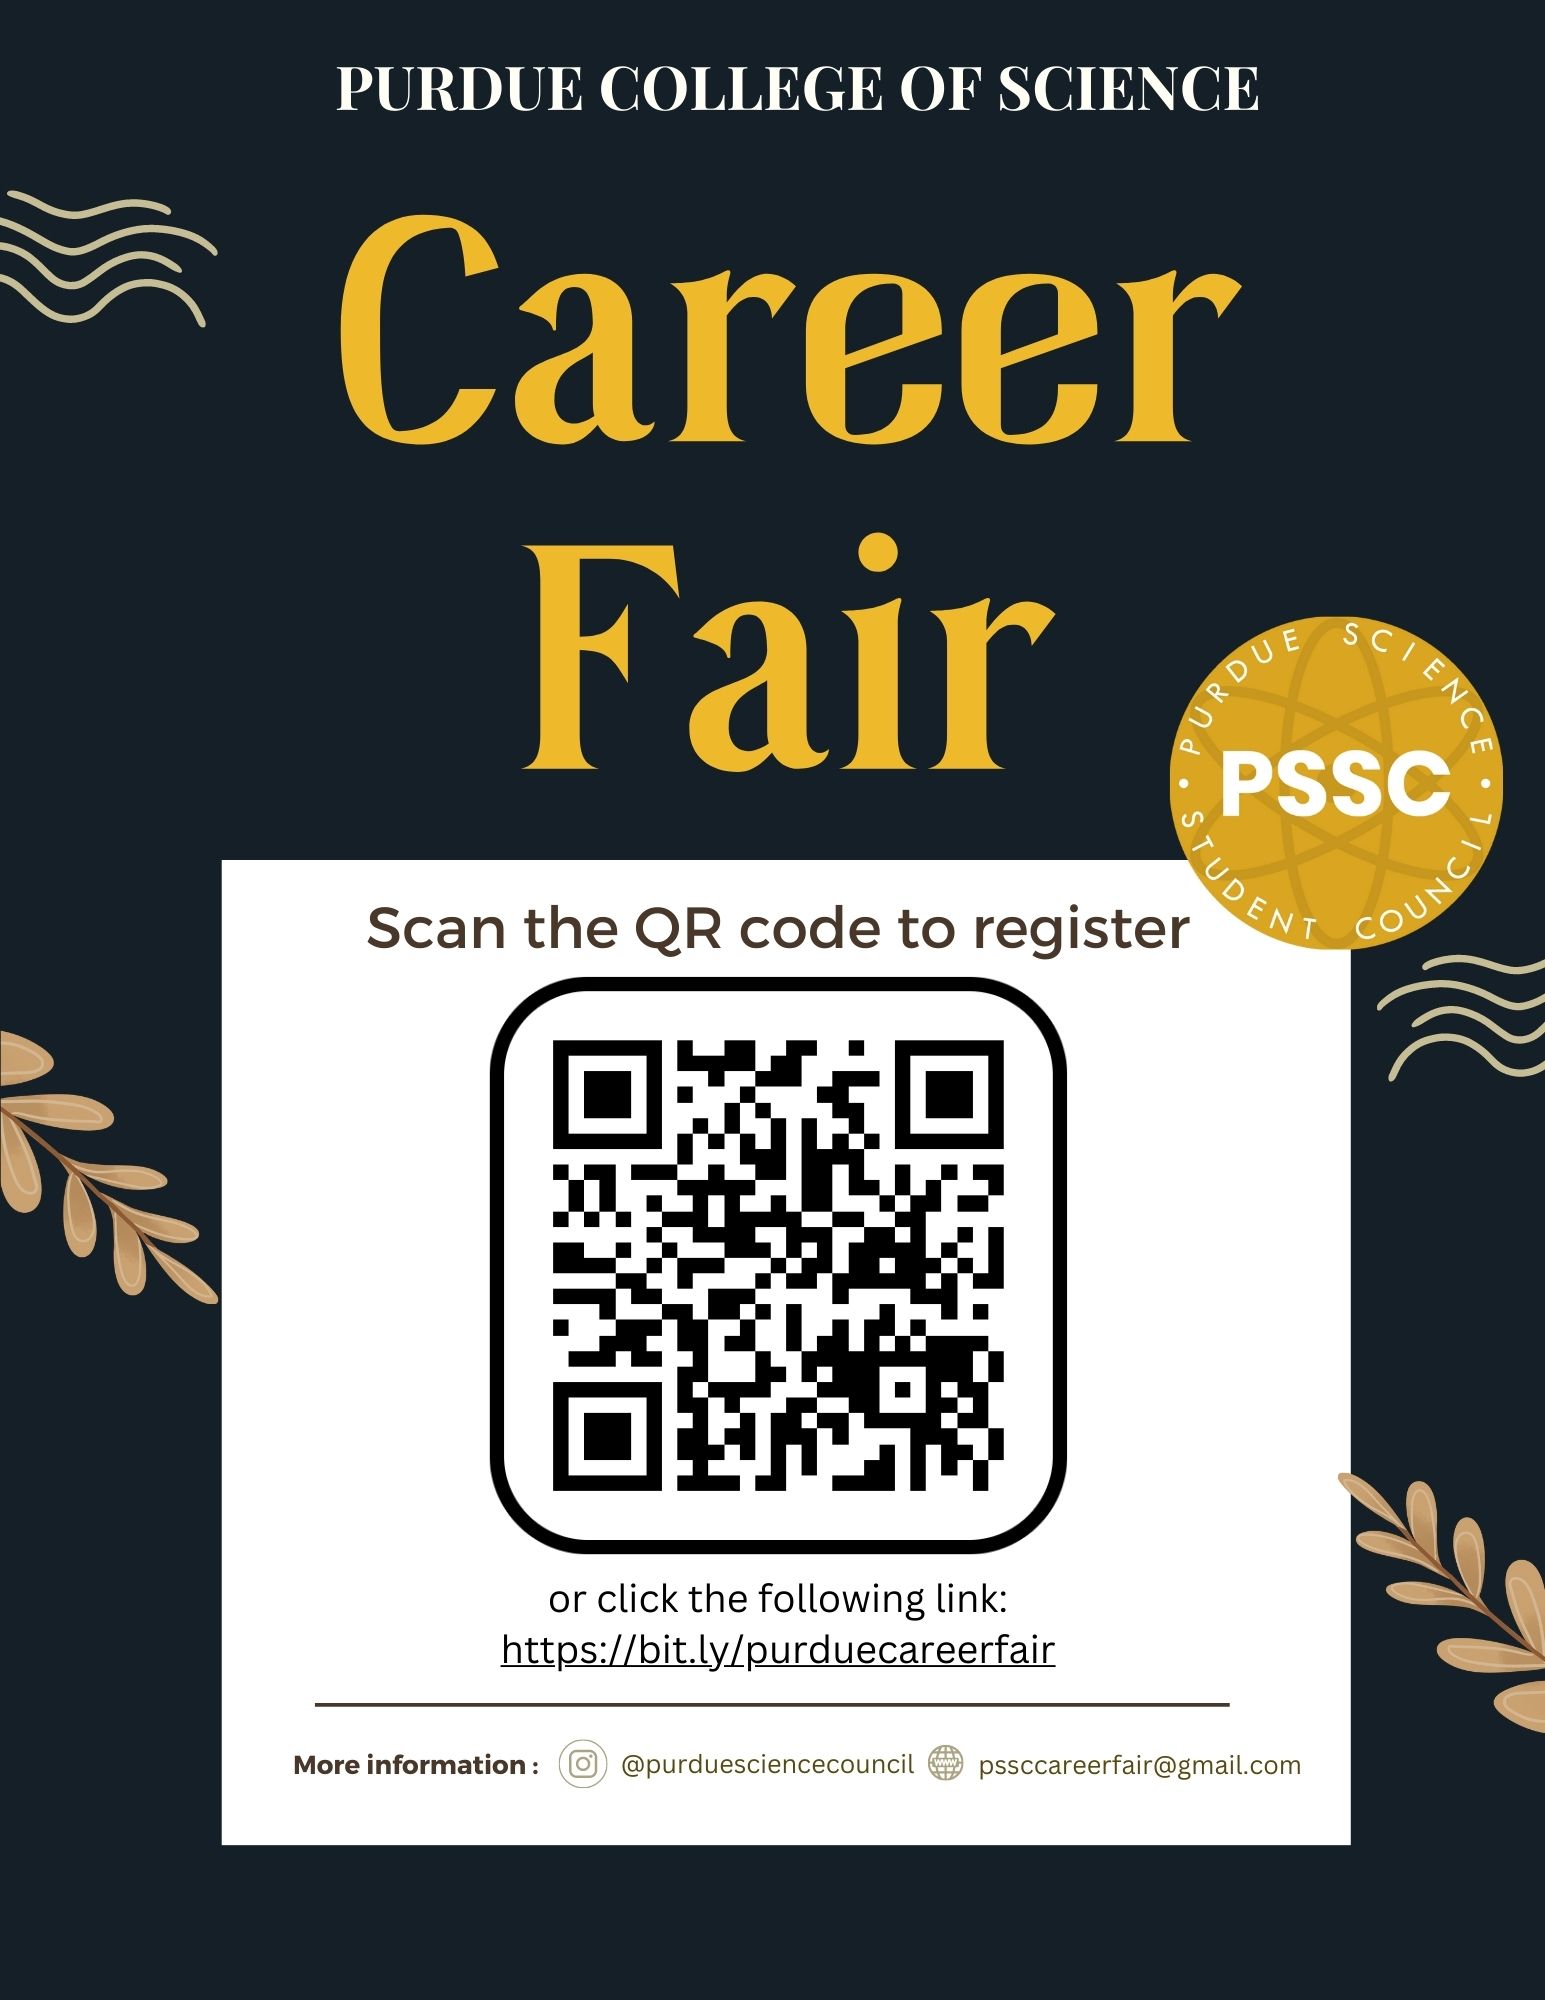 PURDUE COLLEGE OF SCIENCE
Career
Fair
• PURDUE SCIENCE •
PSSC
STUDENT COUNCIL
Scan the QR code to register
or click the following link:
https://bit.ly/purduecareerfair
More information : @purduesciencecouncil pssccareerfair@gmail.com